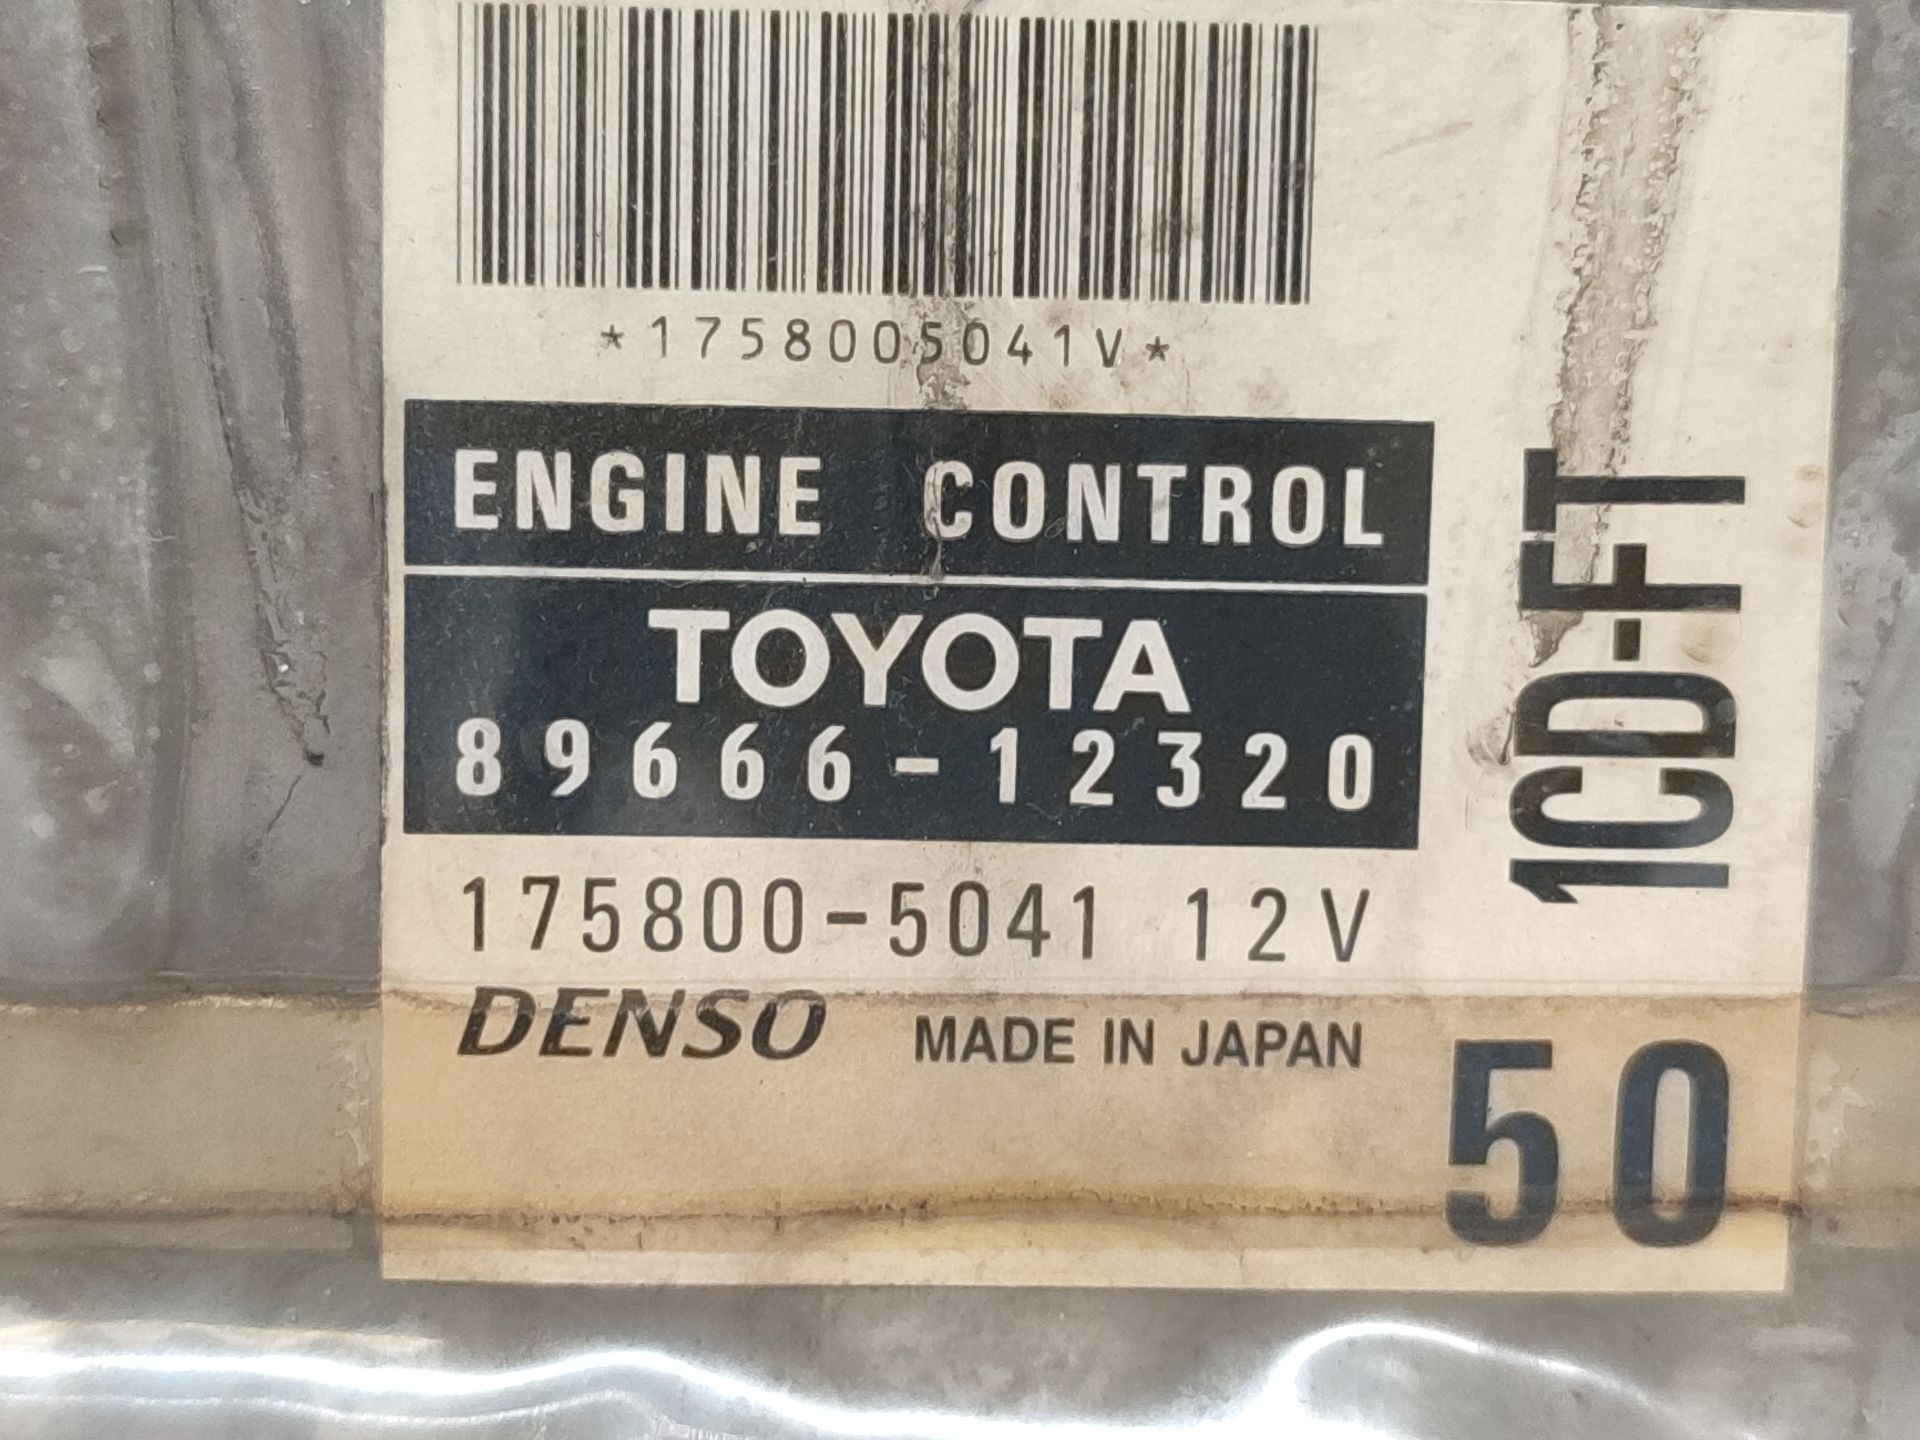 *1758005041V*
ENGINE CONTROL
TOYOTA
89666-12320
175800-5041 12V
DENSO MADE IN JAPAN
1CD-FT
50